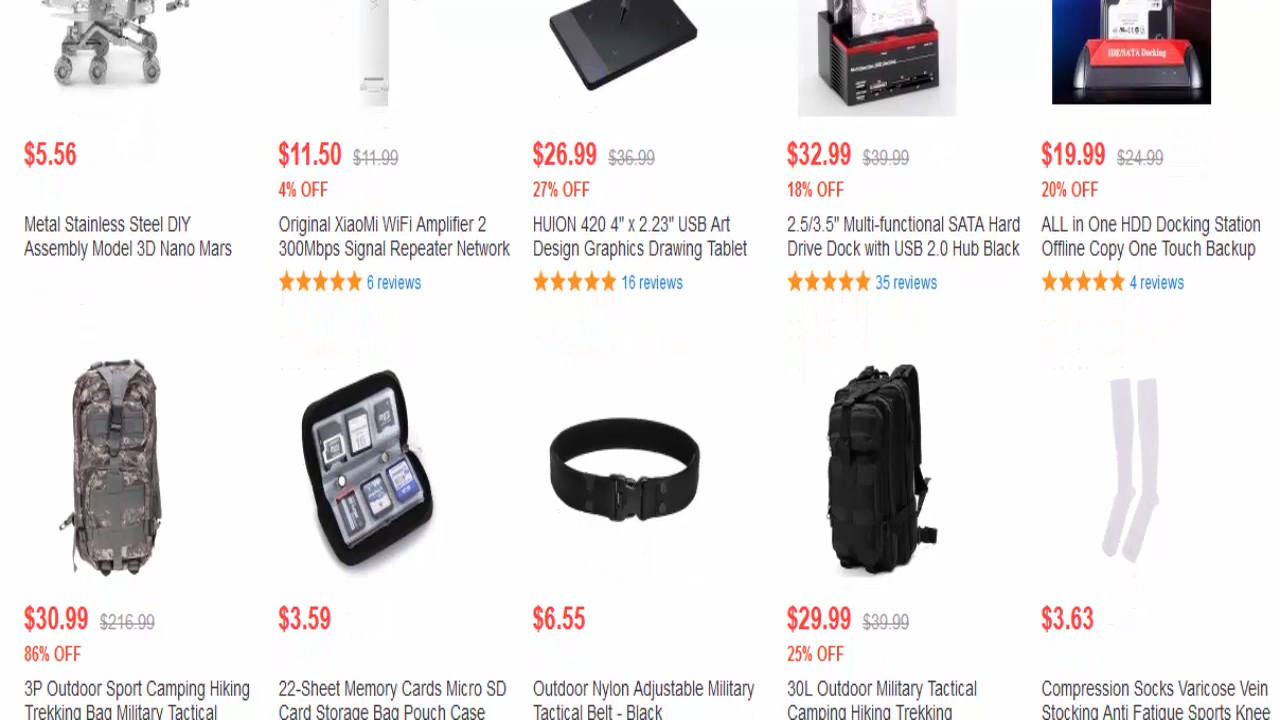 IDE/SATA Docking
$5.56
$11.50 $11.99
4% OFF
$26.99 $36.99
27% OFF
$32.99 $39.99
18% OFF
$19.99 $24.99
20% OFF
Metal Stainless Steel DIY
Assembly Model 3D Nano Mars
Original XiaoMi WiFi Amplifier 2
300Mbps Signal Repeater Network
6 reviews
HUION 420 4" x 2.23" USB Art
Design Graphics Drawing Tablet
16 reviews
2.5/3.5" Multi-functional SATA Hard
Drive Dock with USB 2.0 Hub Black
35 reviews
ALL in One HDD Docking Station
Offline Copy One Touch Backup
4 reviews
$30.99 $216.99
86% OFF
3P Outdoor Sport Camping Hiking
Trekking Bag Military Tactical
$3.59
22-Sheet Memory Cards Micro SD
Card Storage Bag Pouch Case
$6.55
Outdoor Nylon Adjustable Military
Tactical Belt - Black
$29.99 $39.99
25% OFF
30L Outdoor Military Tactical
Camping Hiking Trekking
$3.63
Compression Socks Varicose Vein
Stocking Anti Fatigue Sports Knee